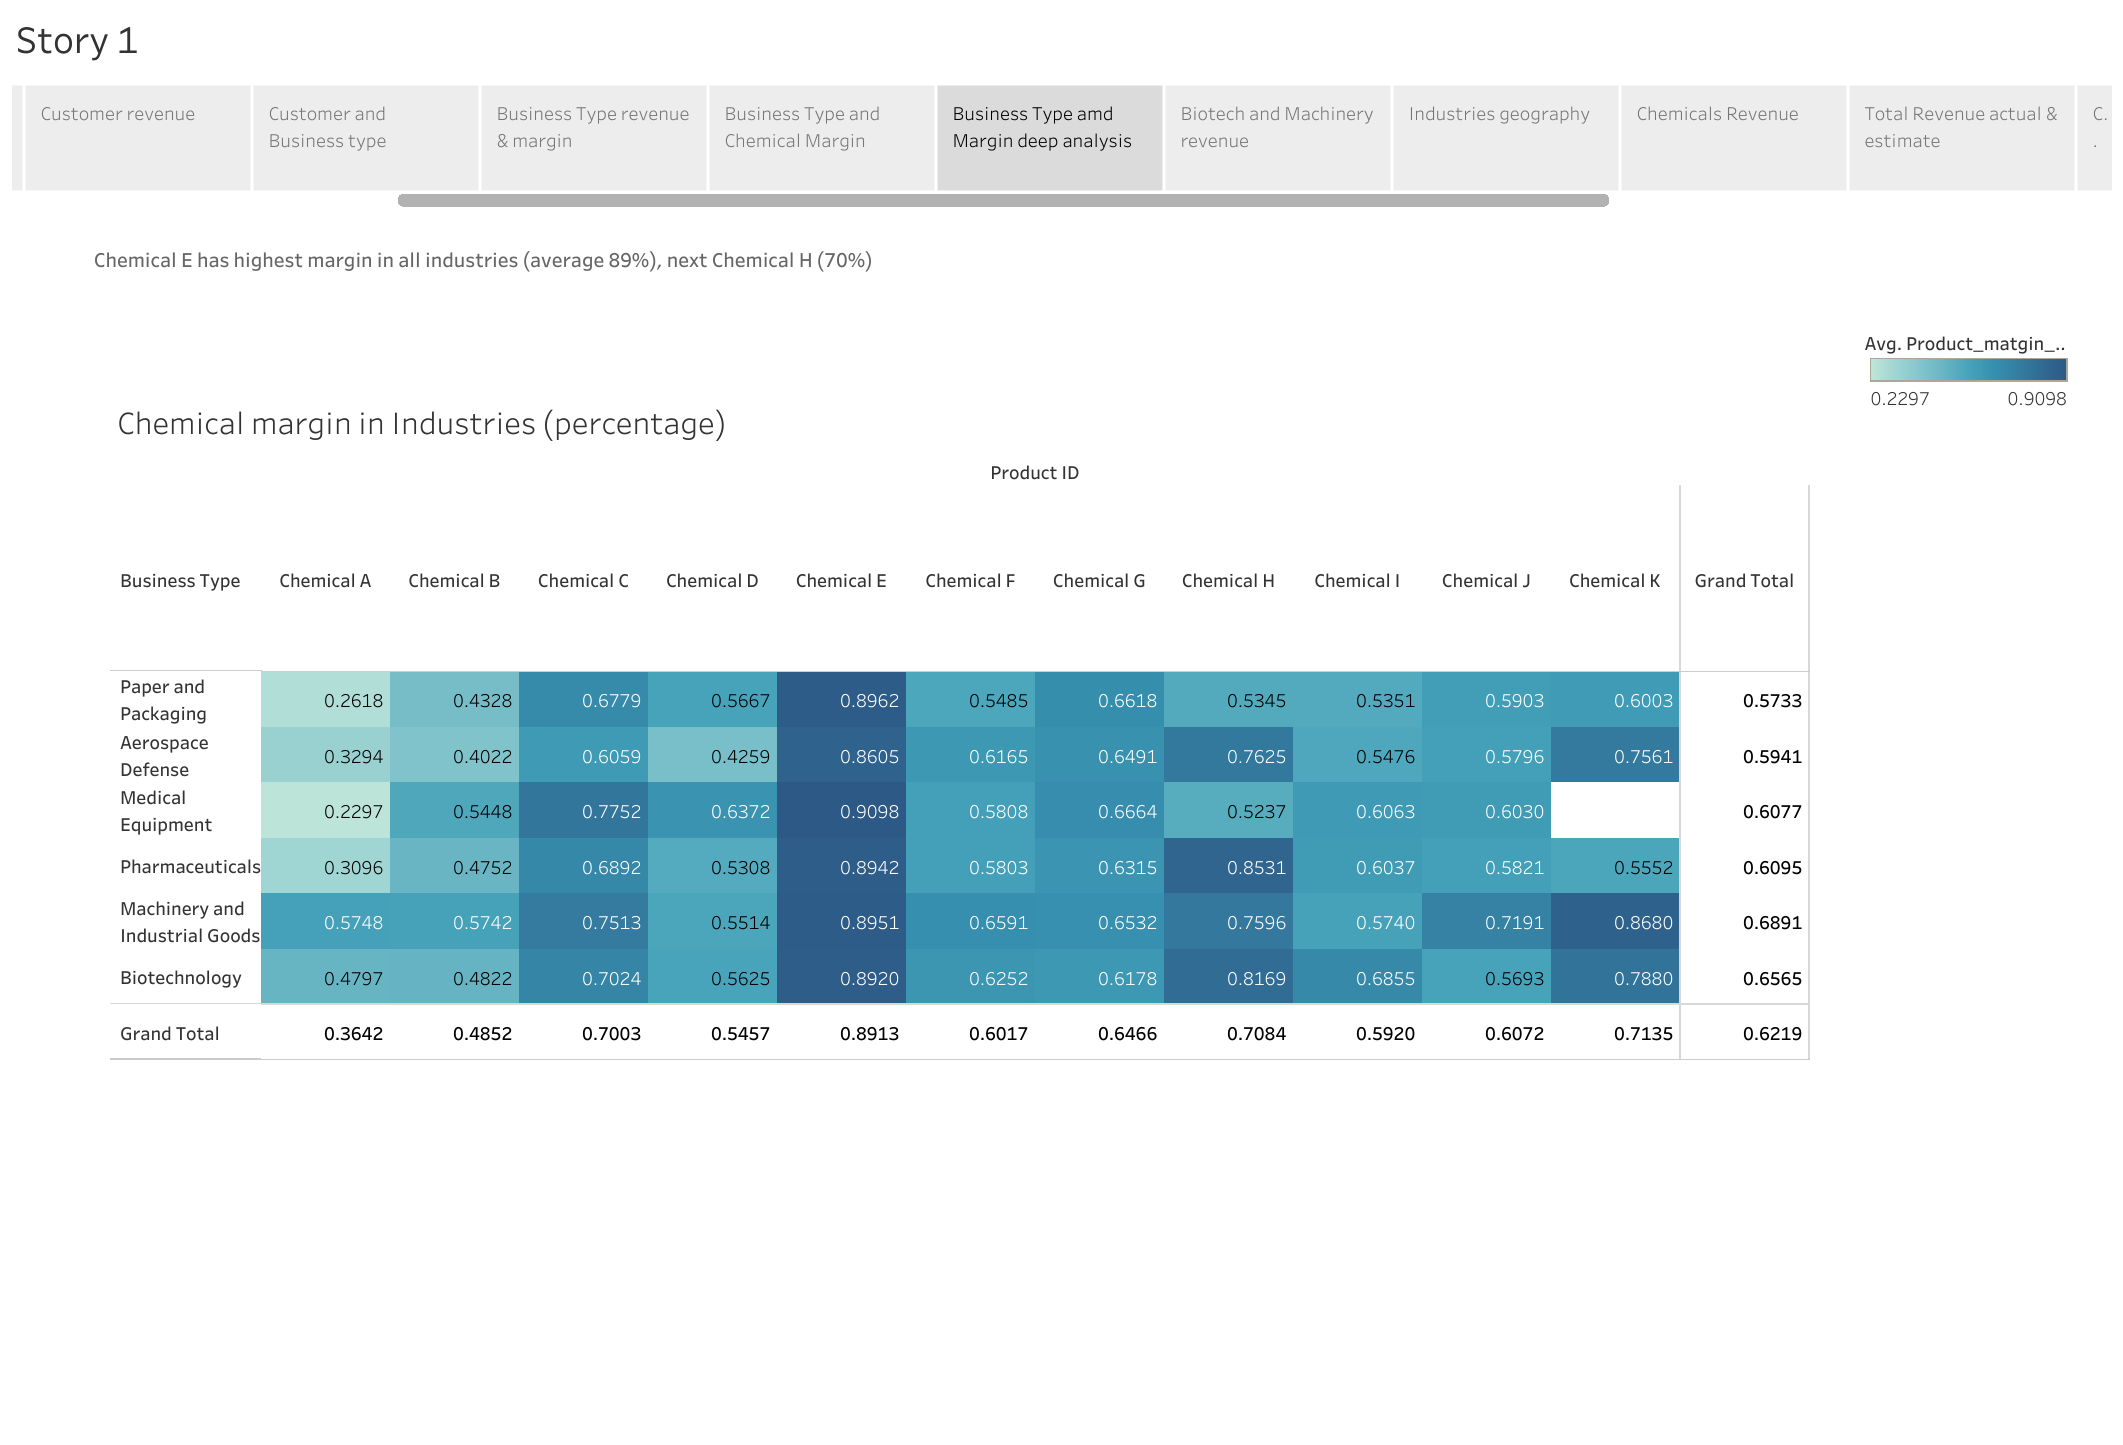 Story 1
Customer revenue
Customer and
Business type
Business Type revenue
& margin
Business Type and
Chemical Margin
Business Type amd
Margin deep analysis
Biotech and Machinery
revenue
Industries geography
Chemicals Revenue
Total Revenue actual &
estimate
C.
.
Chemical E has highest margin in all industries (average 89%), next Chemical H (70%)
Avg. Product_matgin_..
0.2297 0.9098
Chemical margin in Industries (percentage)
Product ID
Business Type Chemical A Chemical B Chemical C Chemical D Chemical E Chemical F Chemical G Chemical H Chemical I Chemical J Chemical K Grand Total
Paper and
Packaging 0.2618 0.4328 0.6779 0.5667 0.8962 0.5485 0.6618 0.5345 0.5351 0.5903 0.6003 0.5733
Aerospace
Defense 0.3294 0.4022 0.6059 0.4259 0.8605 0.6165 0.6491 0.7625 0.5476 0.5796 0.7561 0.5941
Medical
Equipment 0.2297 0.5448 0.7752 0.6372 0.9098 0.5808 0.6664 0.5237 0.6063 0.6030 0.6077
Pharmaceuticals 0.3096 0.4752 0.6892 0.5308 0.8942 0.5803 0.6315 0.8531 0.6037 0.5821 0.5552 0.6095
Machinery and
Industrial Goods 0.5748 0.5742 0.7513 0.5514 0.8951 0.6591 0.6532 0.7596 0.5740 0.7191 0.8680 0.6891
Biotechnology 0.4797 0.4822 0.7024 0.5625 0.8920 0.6252 0.6178 0.8169 0.6855 0.5693 0.7880 0.6565
Grand Total 0.3642 0.4852 0.7003 0.5457 0.8913 0.6017 0.6466 0.7084 0.5920 0.6072 0.7135 0.6219